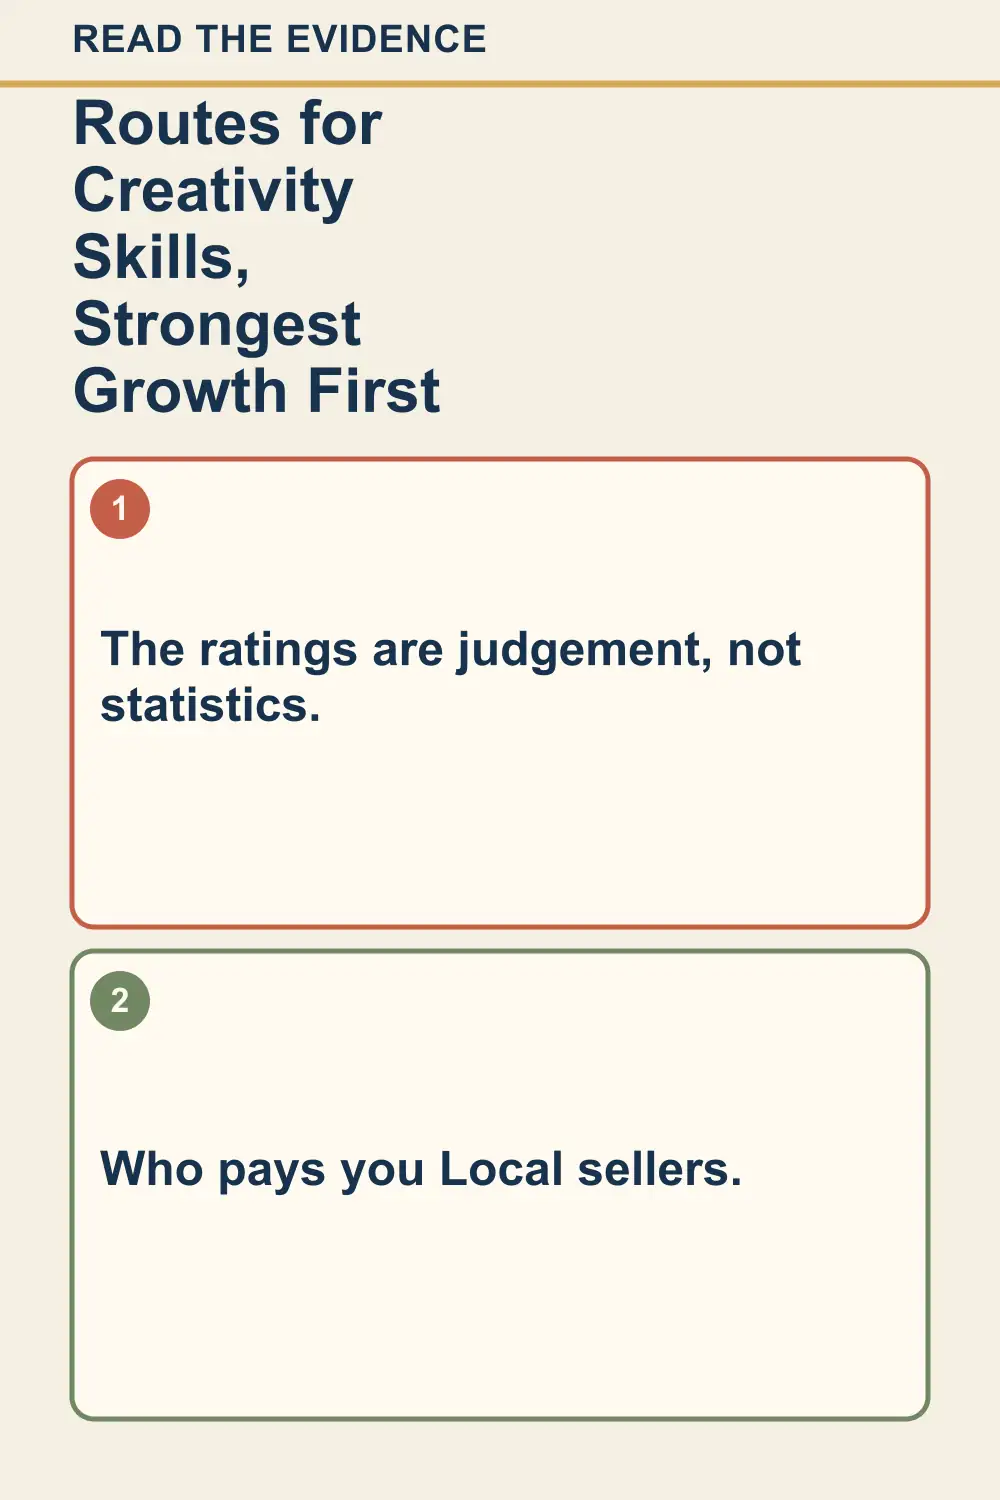 READ THE EVIDENCE
Routes for
Creativity
Skills,
Strongest
Growth First
1
The ratings are judgement, not
statistics.
2
Who pays you Local sellers.